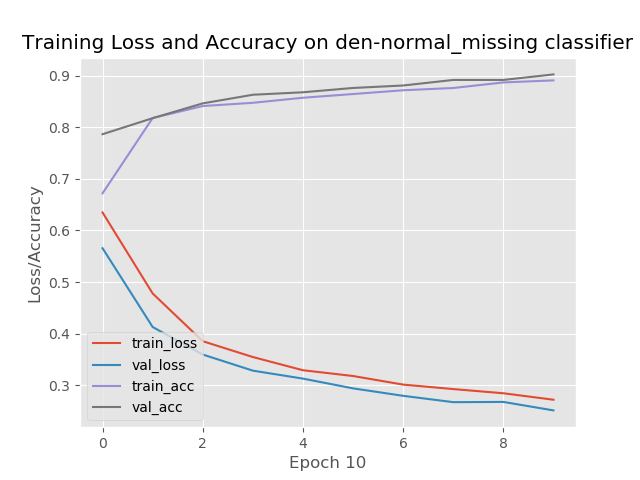 Training Loss and Accuracy on den-normal_missing classifier
Loss/Accuracy
0.9
0.8
0.7
0.6
0.5
0.4
0.3
train_loss
val_loss
train_acc
val_acc
0 2 4 6 8
Epoch 10